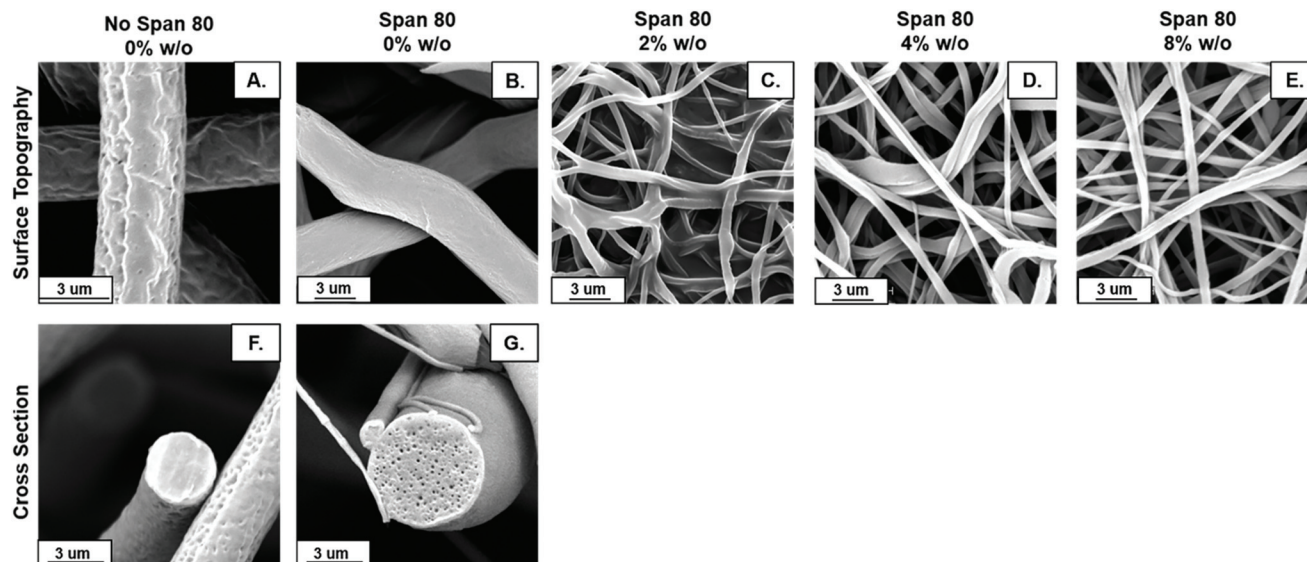 No Span 80
0% w/o
Span 80
0% w/o
Span 80
2% w/o
Span 80
4% w/o
Span 80
8% w/o
Surface Topography
A.
B.
C.
D.
E.
3 um
3 um
3 um
3 um
3 um
Cross Section
F.
G.
3 um
3 um